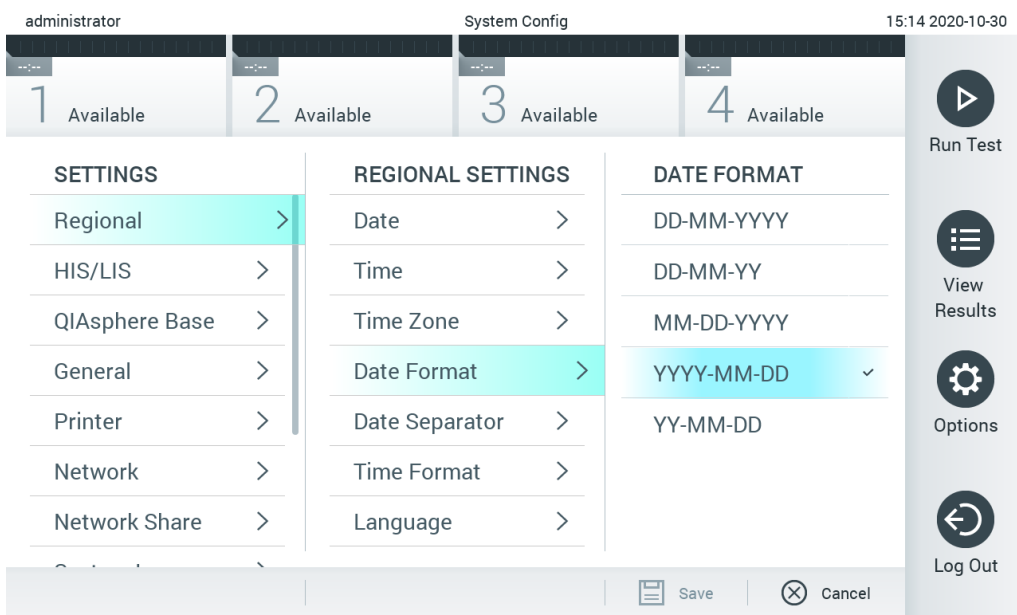 administrator
System Config
15:14 2020-10-30
--:--
--:--
--:--
--:--
1 Available
2 Available
3 Available
4 Available
Run Test
View
Results
Options
Log Out
SETTINGS
Regional
HIS/LIS
QIAsphere Base
General
Printer
Network
Network Share
REGIONAL SETTINGS
Date
Time
Time Zone
Date Format
Date Separator
Time Format
Language
DATE FORMAT
DD-MM-YYYY
DD-MM-YY
MM-DD-YYYY
YYYY-MM-DD
YY-MM-DD
Save
Cancel